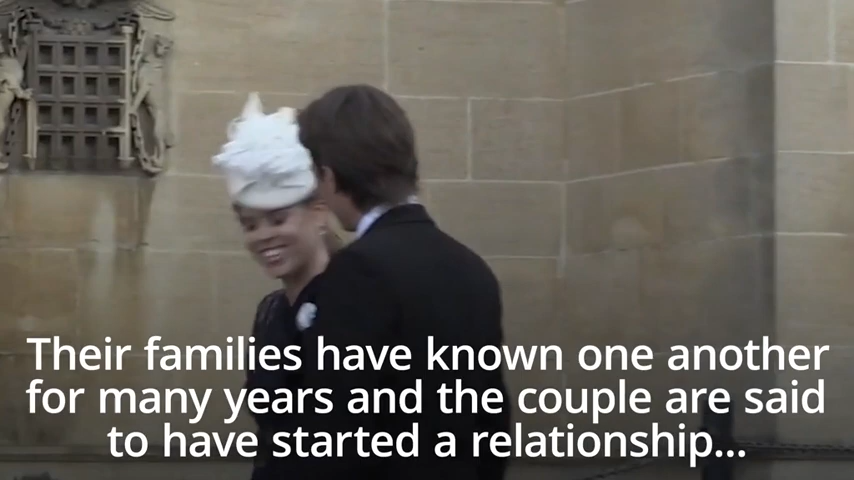 Their families have known one another
for many years and the couple are said
to have started a relationship...